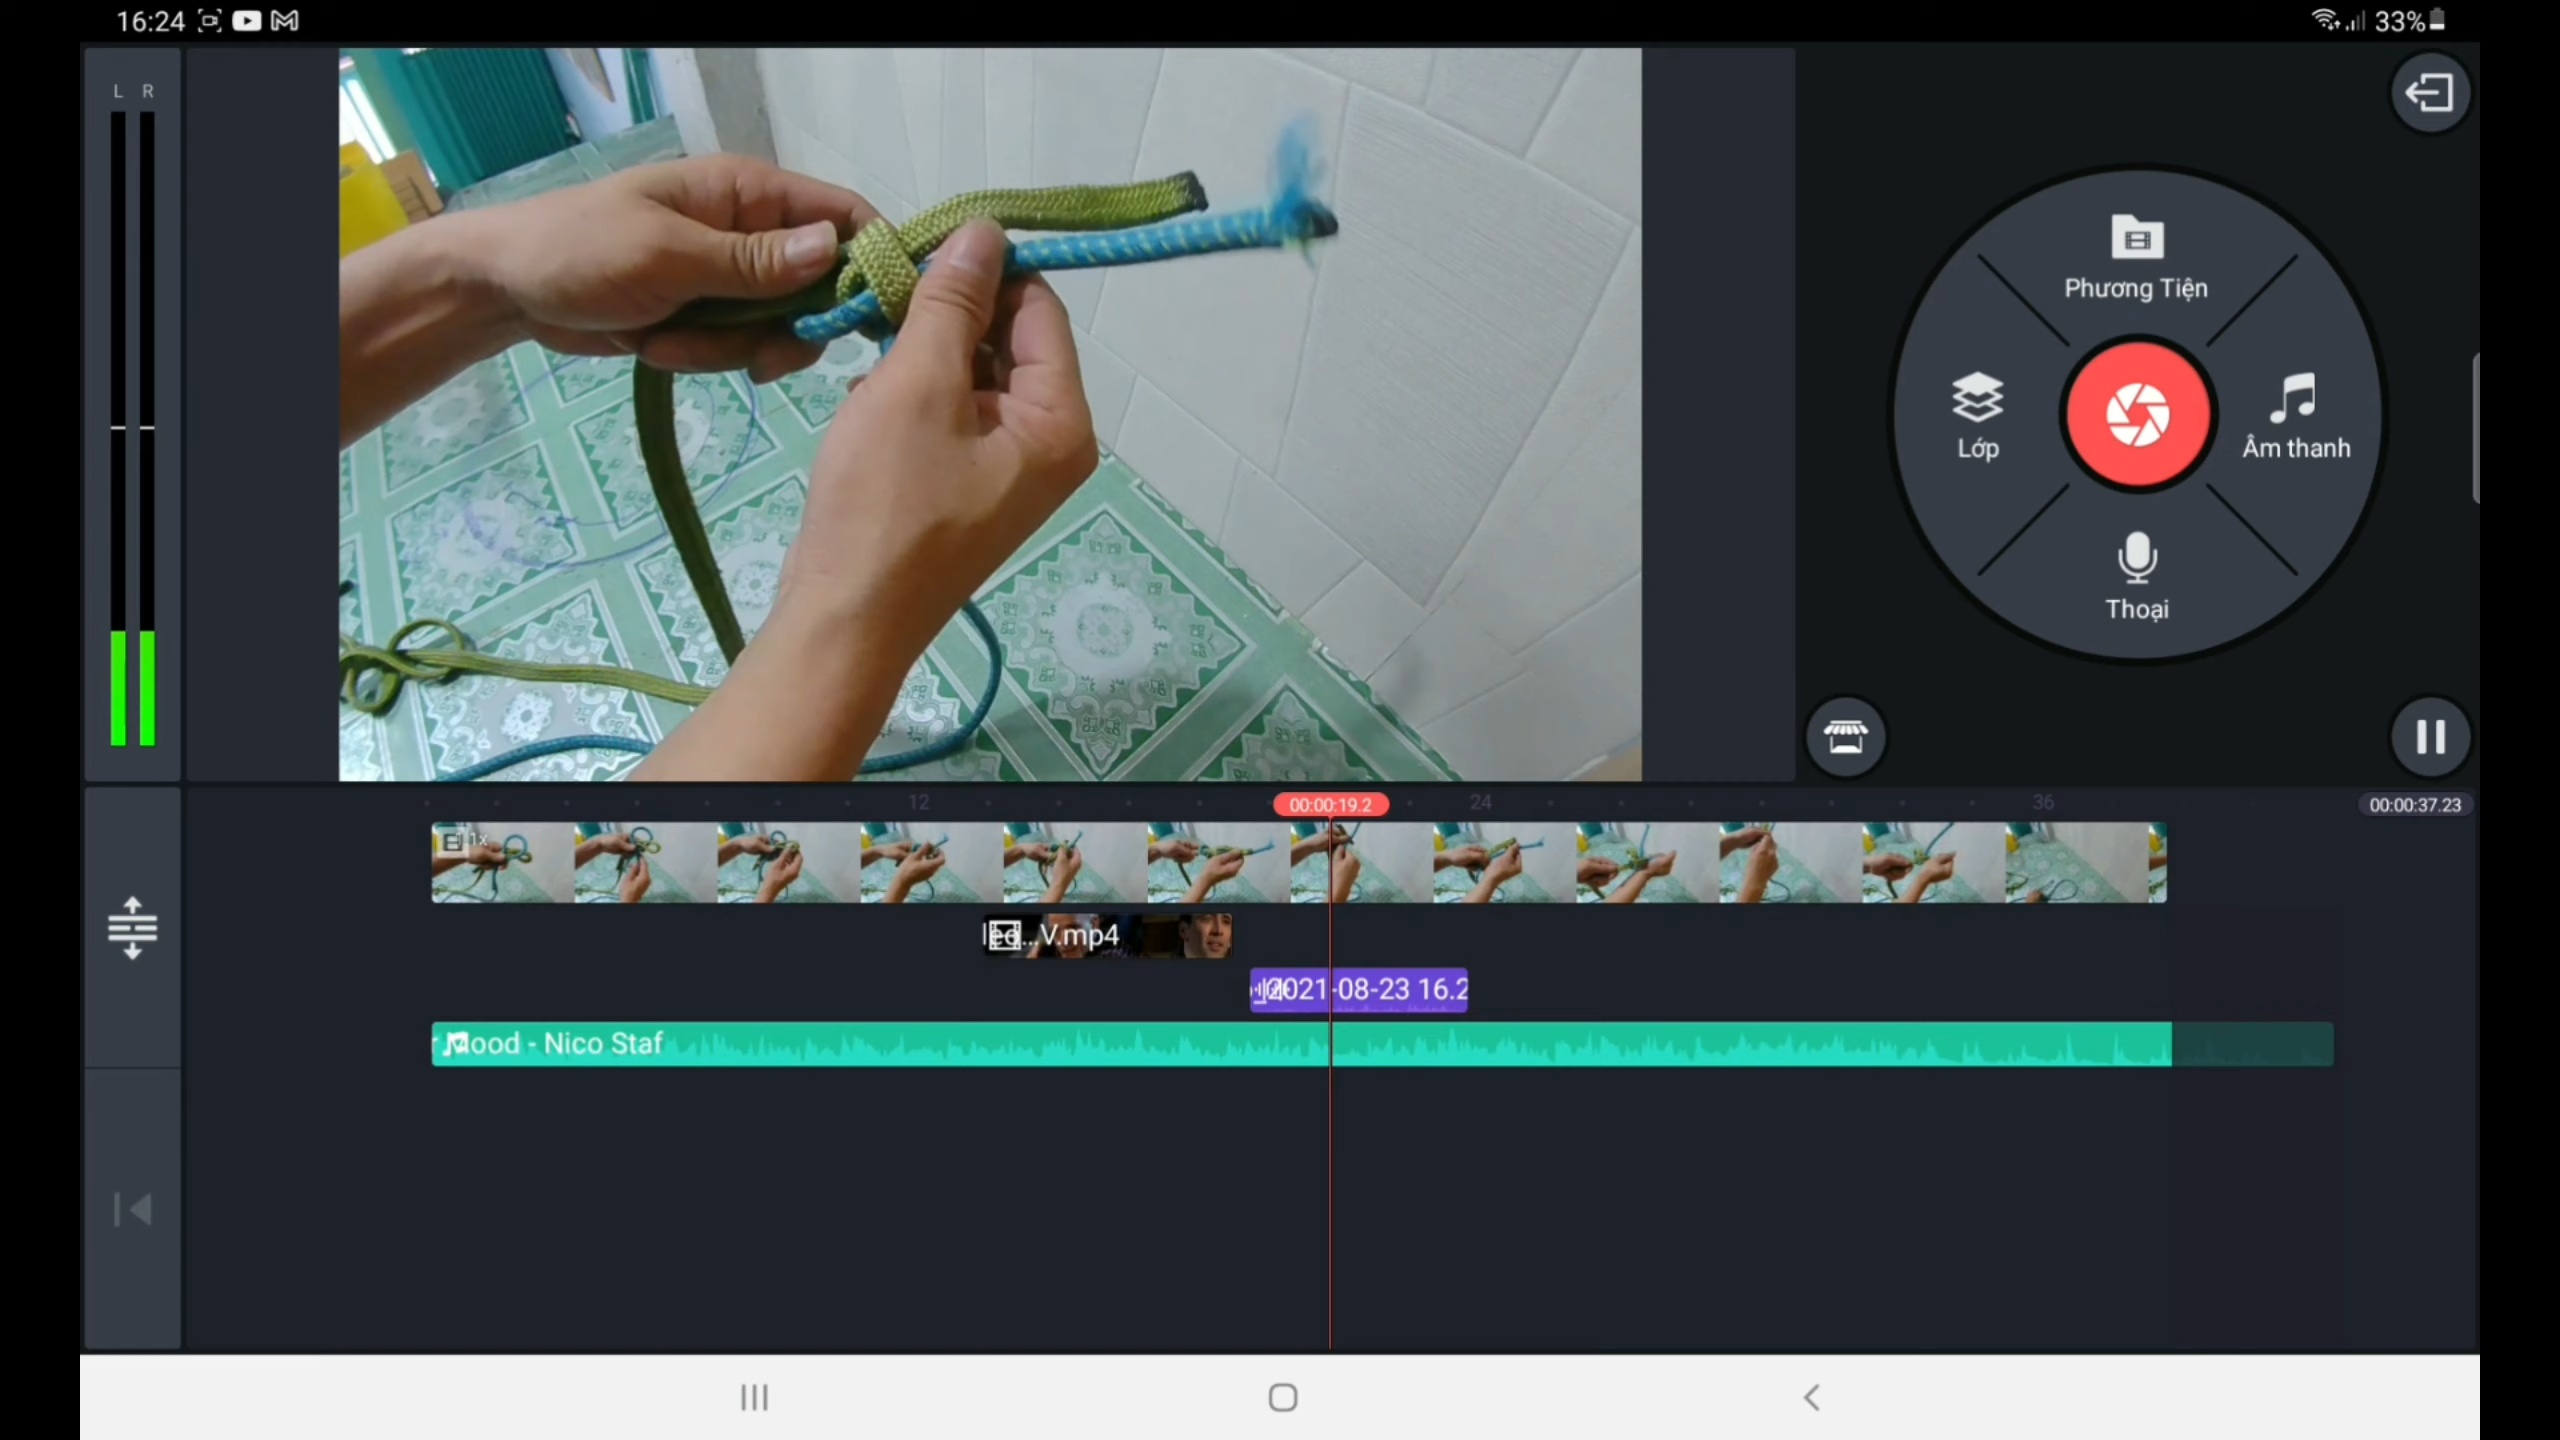 16:24
33%
L R
Phương Tiện
Lớp
Âm thanh
Thoại
12
00:00:19.2
24
36
00:00:37.23
1x
...V.mp4
2021-08-23 16.2
Mood - Nico Staf